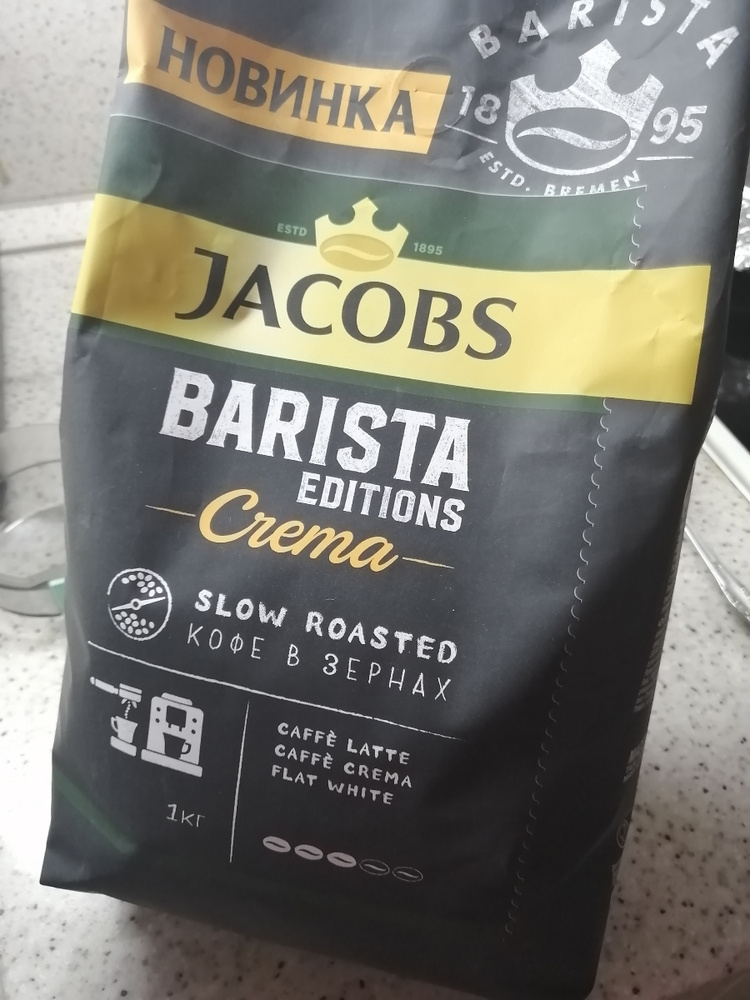 BARISTA
НОВИНКА
18 95
ESTD. BREMEN
ESTD 1895
JACOBS
BARISTA
EDITIONS
Crema
SLOW ROASTED
КОФЕ В ЗЕРНАХ
CAFFÈ LATTE
CAFFÈ CREMA
FLAT WHITE
1кг